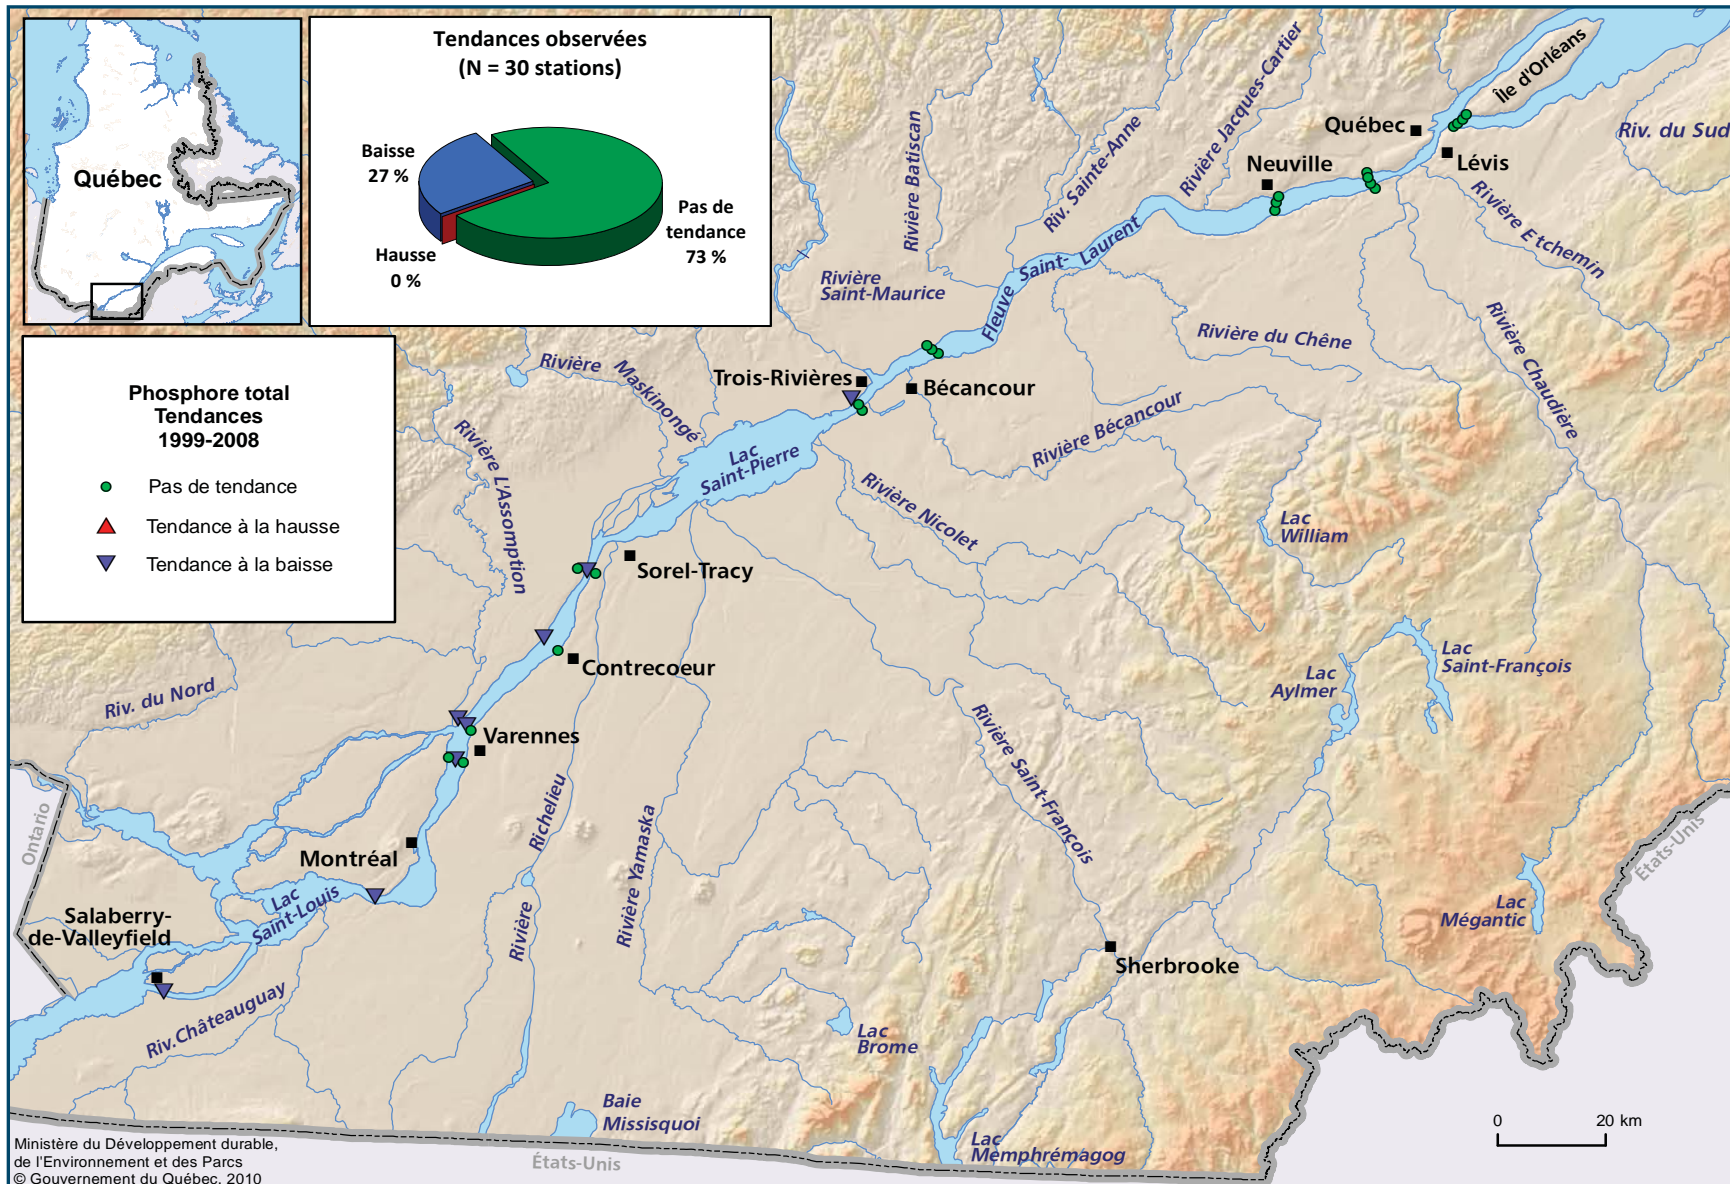 Québec
Tendances observées
(N = 30 stations)
Baisse
27 %
Hausse
0 %
Pas de
tendance
73 %
Phosphore total
Tendances
1999-2008
Pas de tendance
Tendance à la hausse
Tendance à la baisse
Île d'Orléans
Québec
Lévis
Riv. du Sud
Neuville
Rivière Jacques-Cartier
Riv. Sainte-Anne
Rivière Batiscan
Rivière Etchemin
Fleuve Saint-Laurent
Rivière
Saint-Maurice
Rivière du Chêne
Rivière Chaudière
Rivière Maskinongé
Trois-Rivières
Bécancour
Rivière Bécancour
Rivière L'Assomption
Lac
Saint-Pierre
Rivière Nicolet
Lac
William
Sorel-Tracy
Contrecoeur
Lac
Saint-François
Lac
Aylmer
Riv. du Nord
Varennes
Rivière Saint-François
Rivière Richelieu
Rivière Yamaska
Ontario
Montréal
Lac
Saint-Louis
Salaberry-
de-Valleyfield
Riv.Châteauguay
États-Unis
Lac
Mégantic
Sherbrooke
Lac
Brome
Baie
Missisquoi
Lac
Memphrémagog
États-Unis
0 20 km
Ministère du Développement durable,
de l'Environnement et des Parcs
© Gouvernement du Québec, 2010